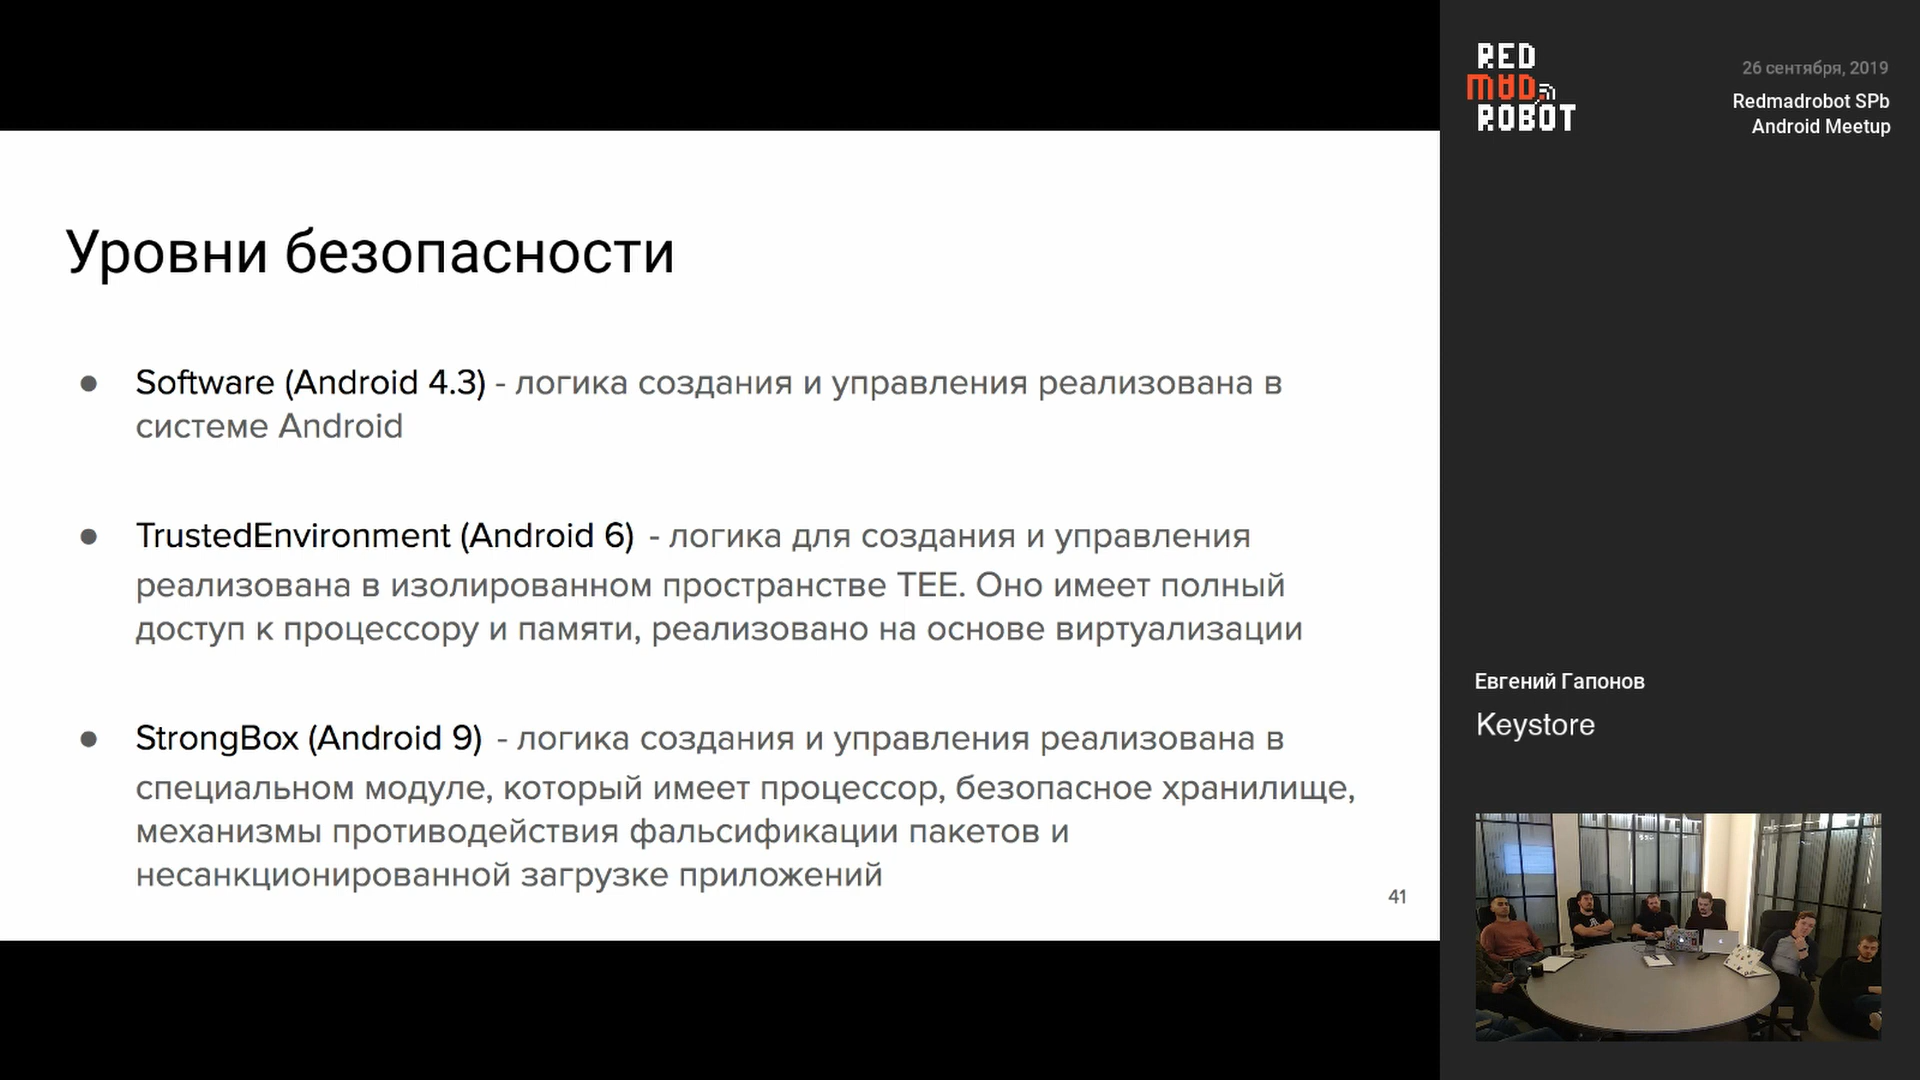 Уровни безопасности
● Software (Android 4.3) - логика создания и управления реализована в
системе Android
● TrustedEnvironment (Android 6) - логика для создания и управления
реализована в изолированном пространстве TEE. Оно имеет полный
доступ к процессору и памяти, реализовано на основе виртуализации
● StrongBox (Android 9) - логика создания и управления реализована в
специальном модуле, который имеет процессор, безопасное хранилище,
механизмы противодействия фальсификации пакетов и
несанкционированной загрузке приложений
41
RED
MAD
ROBOT
26 сентября, 2019
Redmadrobot SPb
Android Meetup
Евгений Гапонов
Keystore